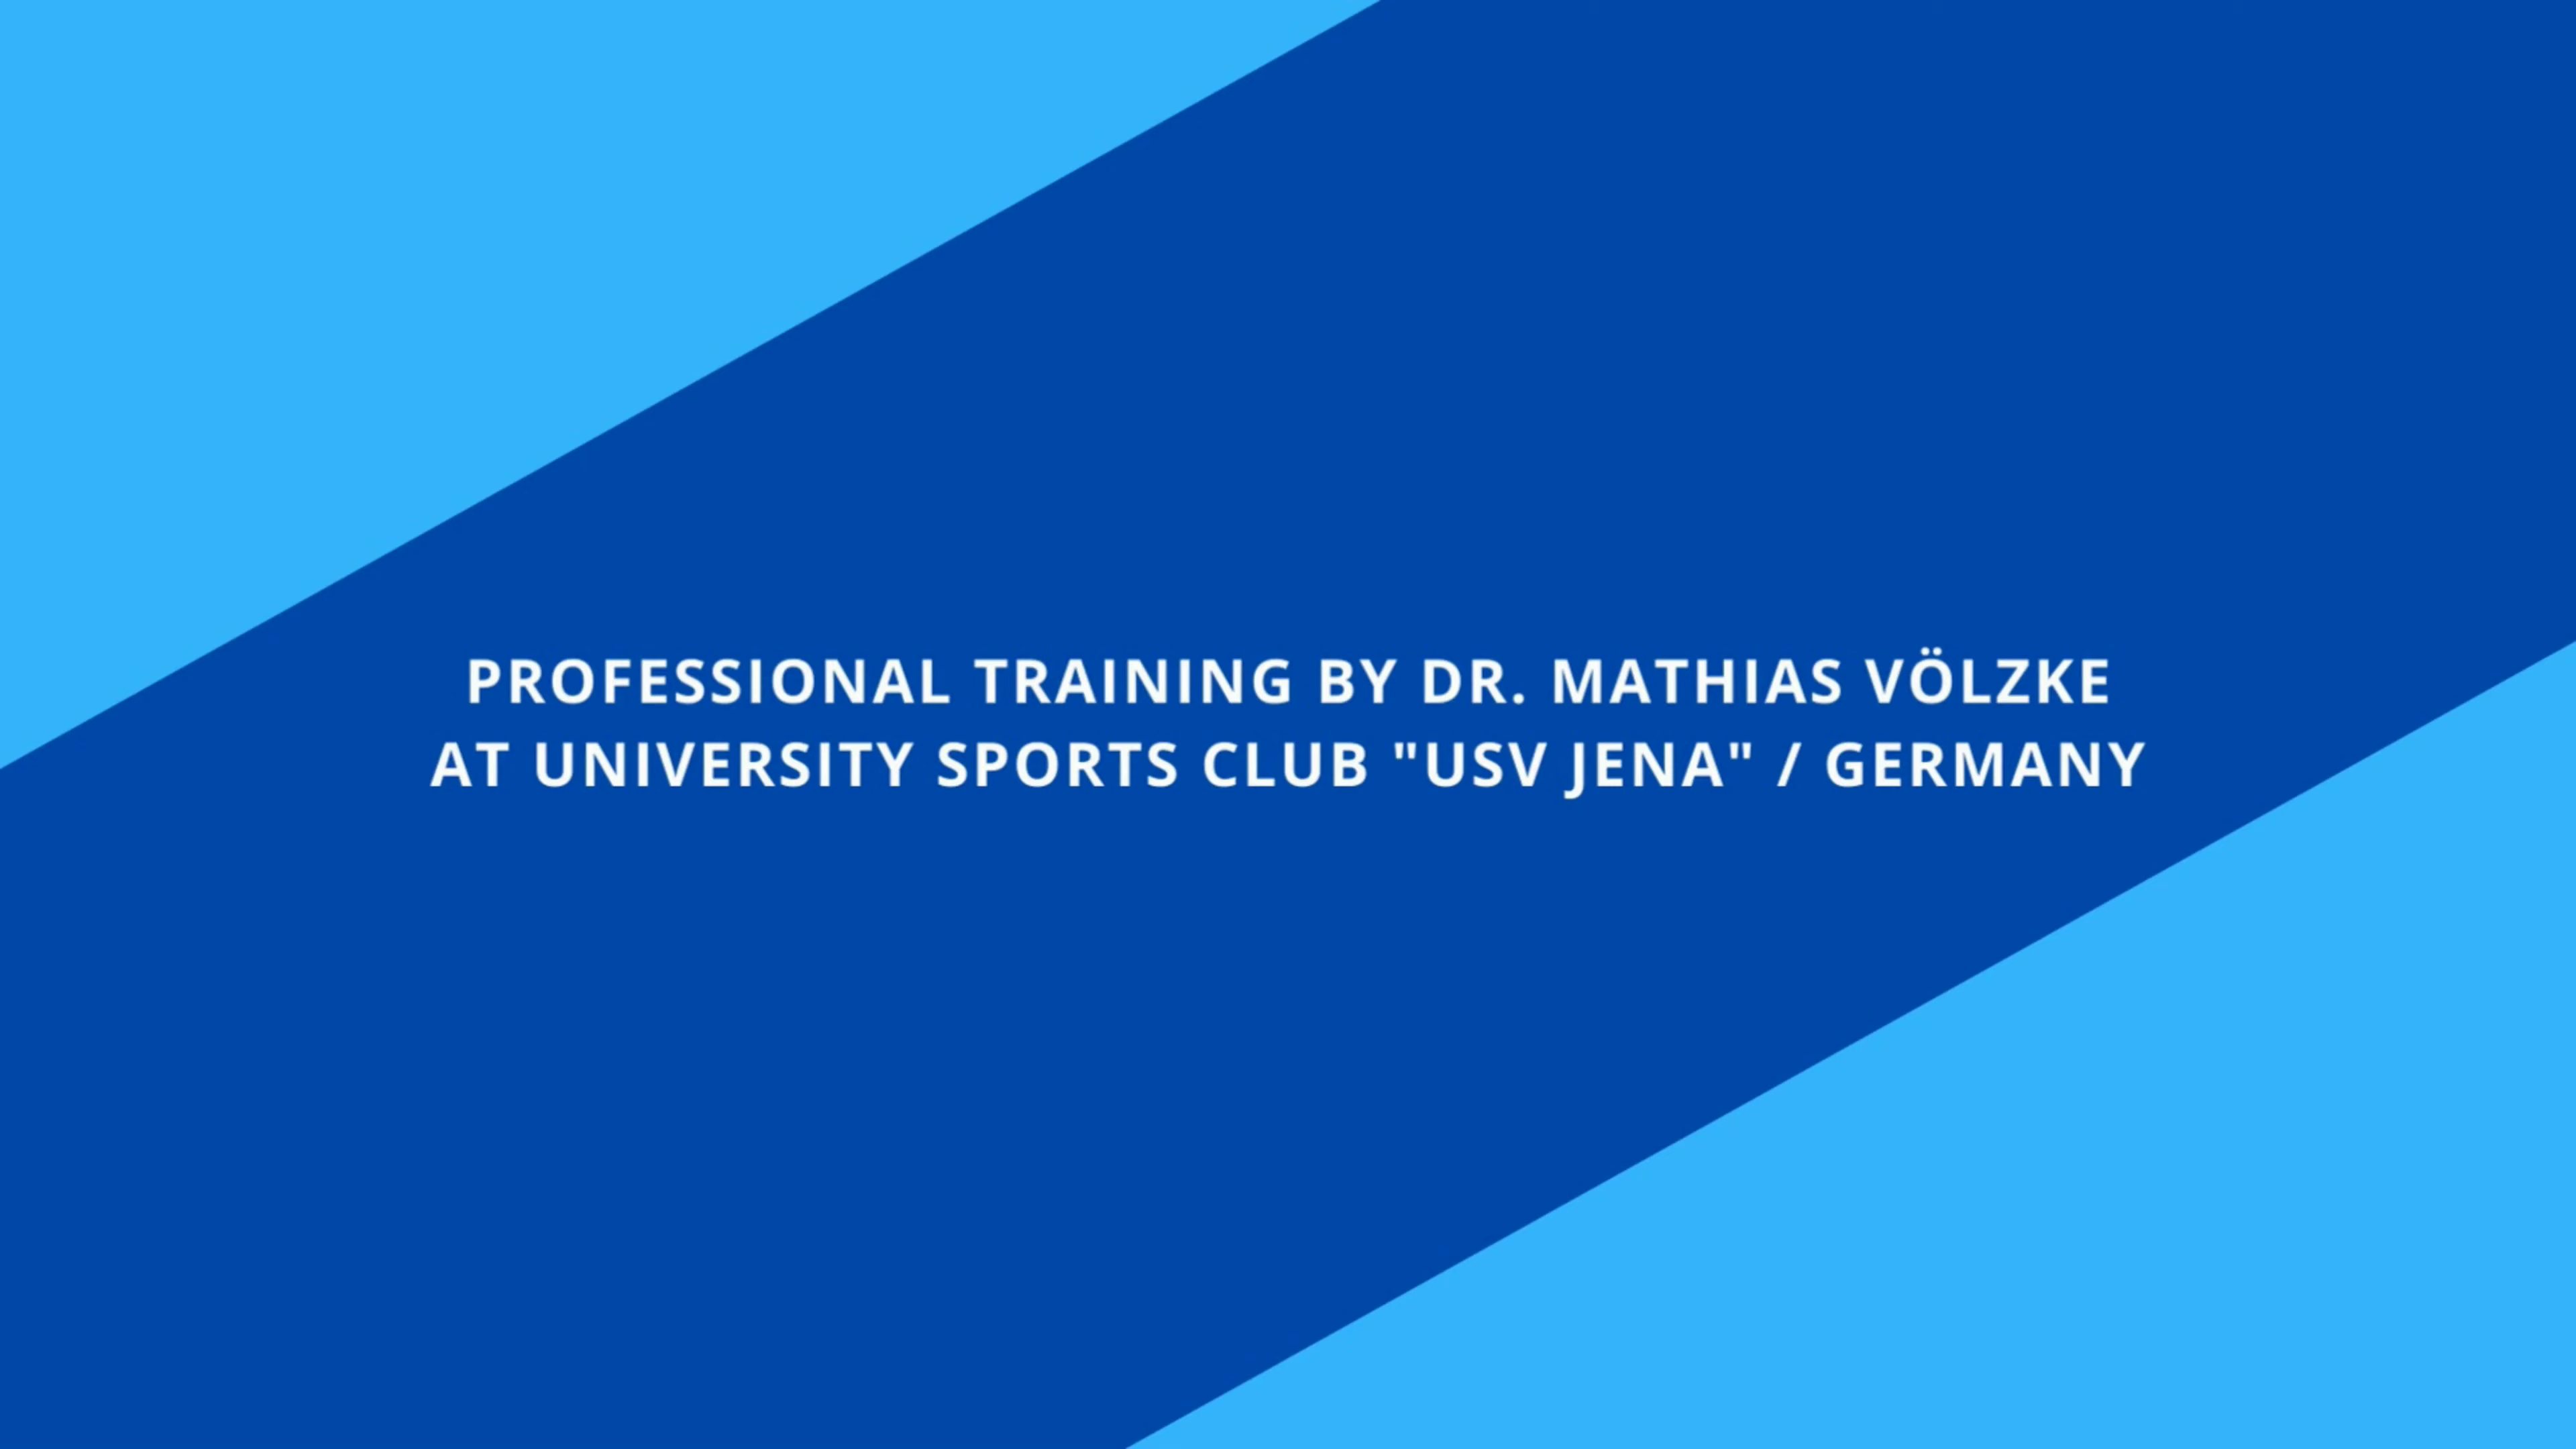 PROFESSIONAL TRAINING BY DR. MATHIAS VÖLZKE
AT UNIVERSITY SPORTS CLUB "USV JENA" / GERMANY